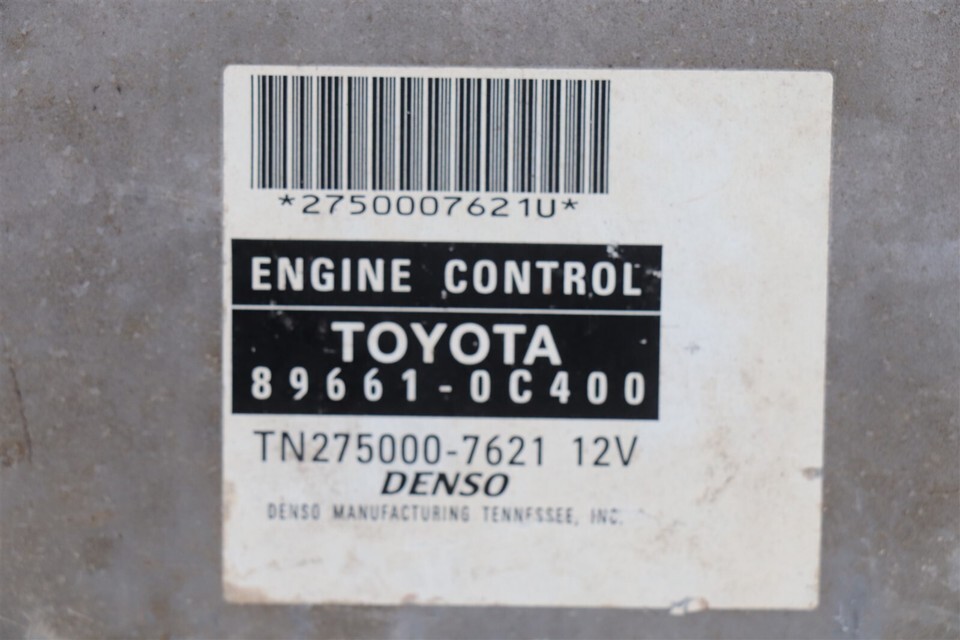 *2750007621U*
ENGINE CONTROL
TOYOTA
89661-0C400
TN275000-7621 12V
DENSO
DENSO MANUFACTURING TENNESSEE, INC.